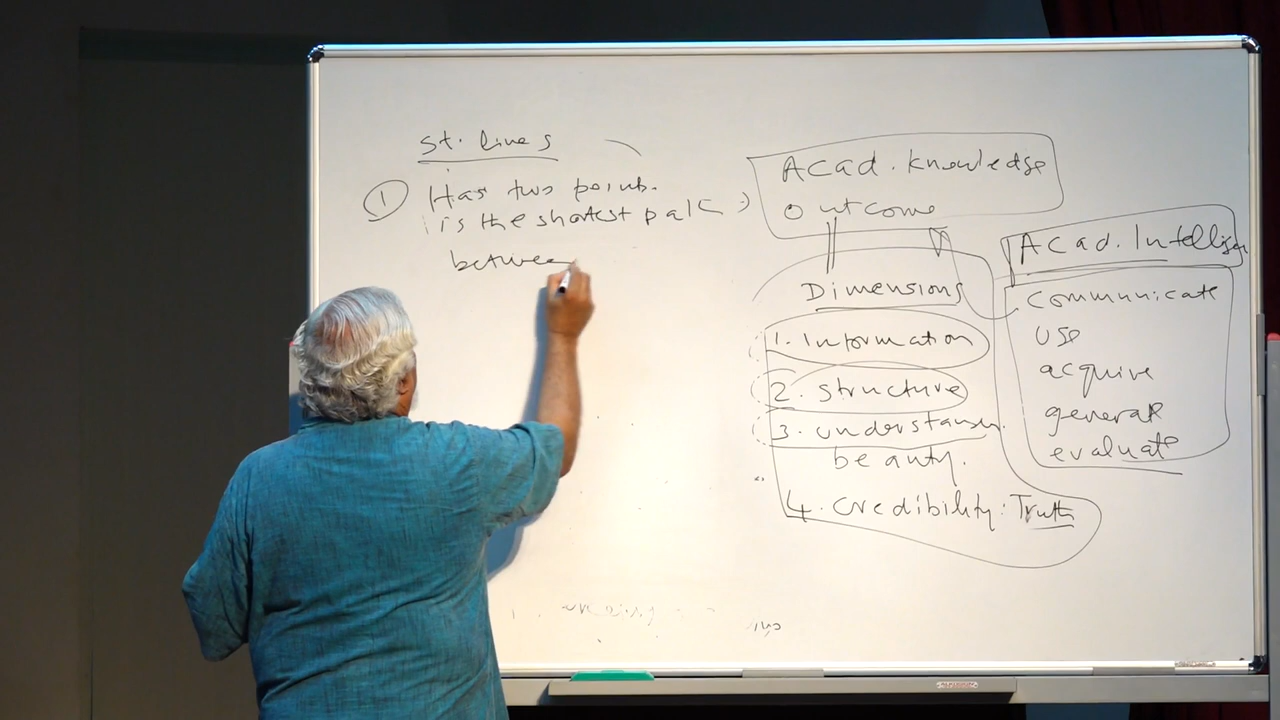 st. lines
① Has two points.
is the shortest path
between
Acad. knowledge
outcome
Dimensions
1. Information
2. structure
3. understandn.
beauty.
4. credibility: Truth
Acad. Intellig
communicate
use
acquire
generate
evaluate